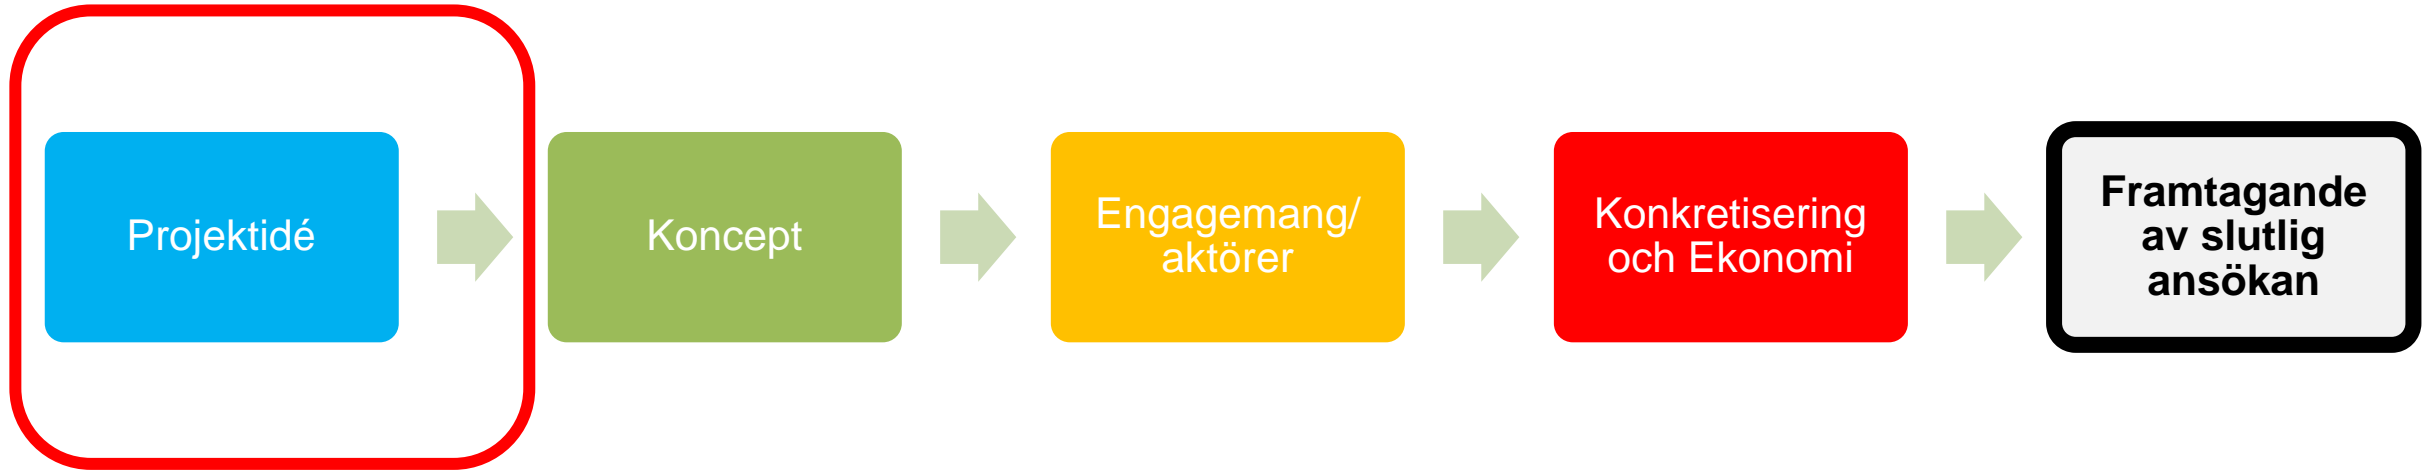 Projektidé
Koncept
Engagemang/
aktörer
Konkretisering
och Ekonomi
Framtagande
av slutlig
ansökan